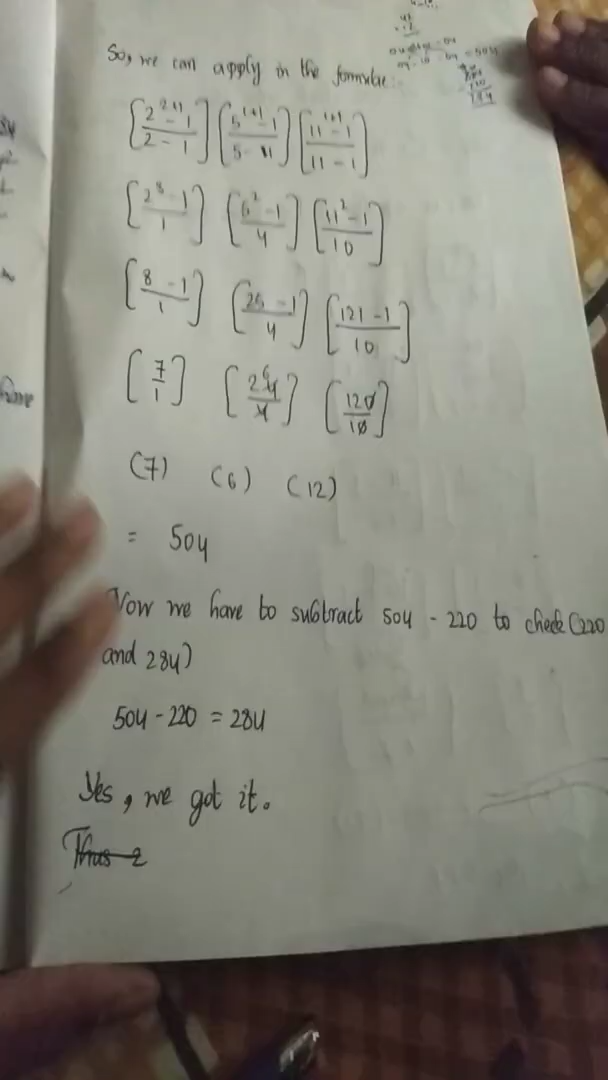 So, we can apply in the formulae:-
[2^(2+1) - 1 / 2 - 1] [5^(1+1) - 1 / 5 - 1] [11^(1+1) - 1 / 11 - 1]
[2^3 - 1 / 1] [5^2 - 1 / 4] [11^2 - 1 / 10]
[8 - 1 / 1] [25 - 1 / 4] [121 - 1 / 10]
[7 / 1] [24 / 4] [120 / 10]
(7) (6) (12)
= 504
Now we have to subtract 504 - 220 to check (220
and 284)
504 - 220 = 284
Yes, we got it.
Thus 2